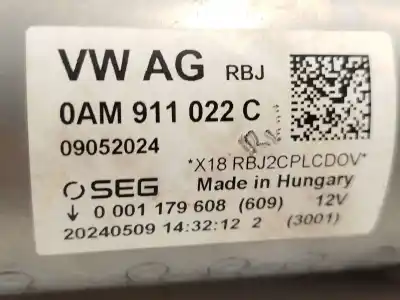 VW AG RBJ
0AM 911 022 C
09052024
*X18 RBJ2CPLCDOV*
SEG Made in Hungary
↓ 0 001 179 608 (609) 12V
20240509 14:32:12 2 (3001)